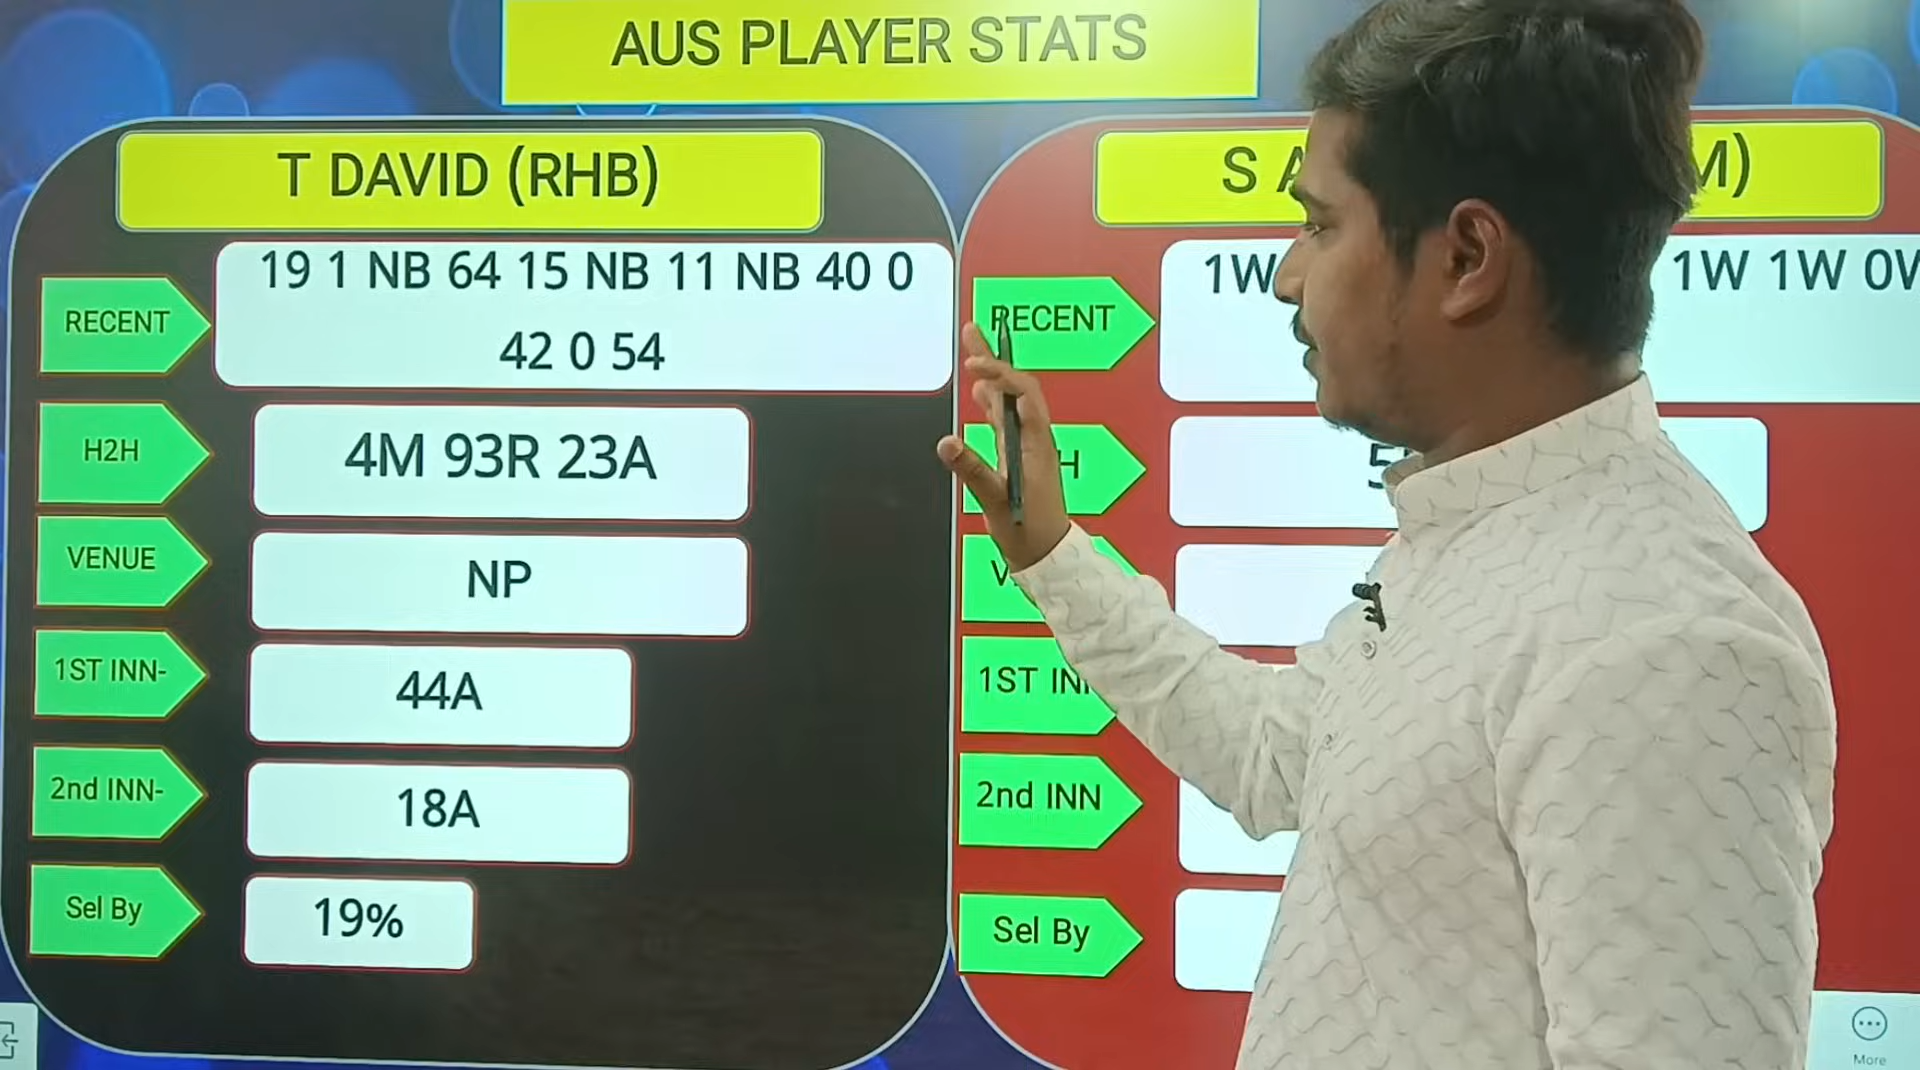 AUS PLAYER STATS
T DAVID (RHB)
RECENT
19 1 NB 64 15 NB 11 NB 40 0
42 0 54
H2H
4M 93R 23A
VENUE
NP
1ST INN-
44A
2nd INN-
18A
Sel By
19%
S
RECENT
1W 1W 1W
1ST
2nd INN
Sel By
More